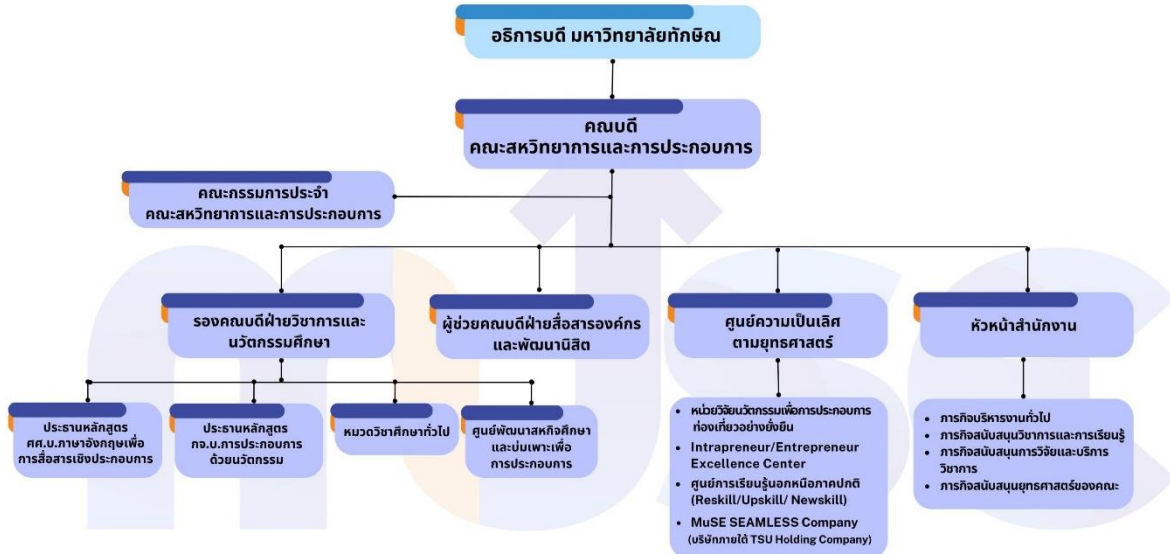 อธิการบดี มหาวิทยาลัยทักษิณ
คณบดี
คณะสหวิทยาการและการประกอบการ
คณะกรรมการประจำ
คณะสหวิทยาการและการประกอบการ
รองคณบดีฝ่ายวิชาการและ
นวัตกรรมศึกษา
ผู้ช่วยคณบดีฝ่ายสื่อสารองค์กร
และพัฒนานิสิต
ศูนย์ความเป็นเลิศ
ตามยุทธศาสตร์
หัวหน้าสำนักงาน
ประธานหลักสูตร
ศศ.บ.ภาษาอังกฤษเพื่อ
การสื่อสารเชิงประกอบการ
ประธานหลักสูตร
กจ.บ.การประกอบการ
ด้วยนวัตกรรม
หมวดวิชาศึกษาทั่วไป
ศูนย์พัฒนาสหกิจศึกษา
และบ่มเพาะเพื่อ
การประกอบการ
• หน่วยวิจัยนวัตกรรมเพื่อการประกอบการ
ท่องเที่ยวอย่างยั่งยืน
• Intrapreneur/Entrepreneur
Excellence Center
• ศูนย์การเรียนรู้นอกหนือภาคปกติ
(Reskill/Upskill/ Newskill)
• MuSE SEAMLESS Company
(บริษัทภายใต้ TSU Holding Company)
• ภารกิจบริหารงานทั่วไป
• ภารกิจสนับสนุนวิชาการและการเรียนรู้
• ภารกิจสนับสนุนการวิจัยและบริการ
วิชาการ
• ภารกิจสนับสนุนยุทธศาสตร์ของคณะ
muse